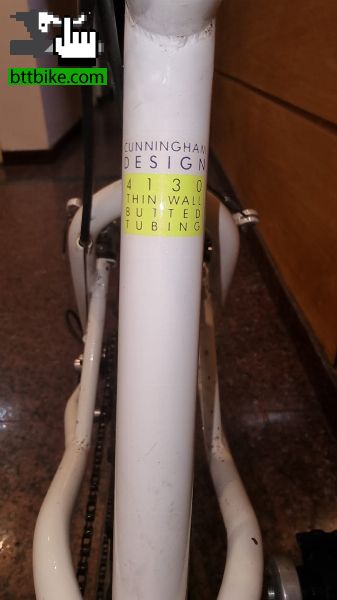 bttbike.com
CUNNINGHAM
DESIGN
4130
THIN WALL
BUTTED
TUBING